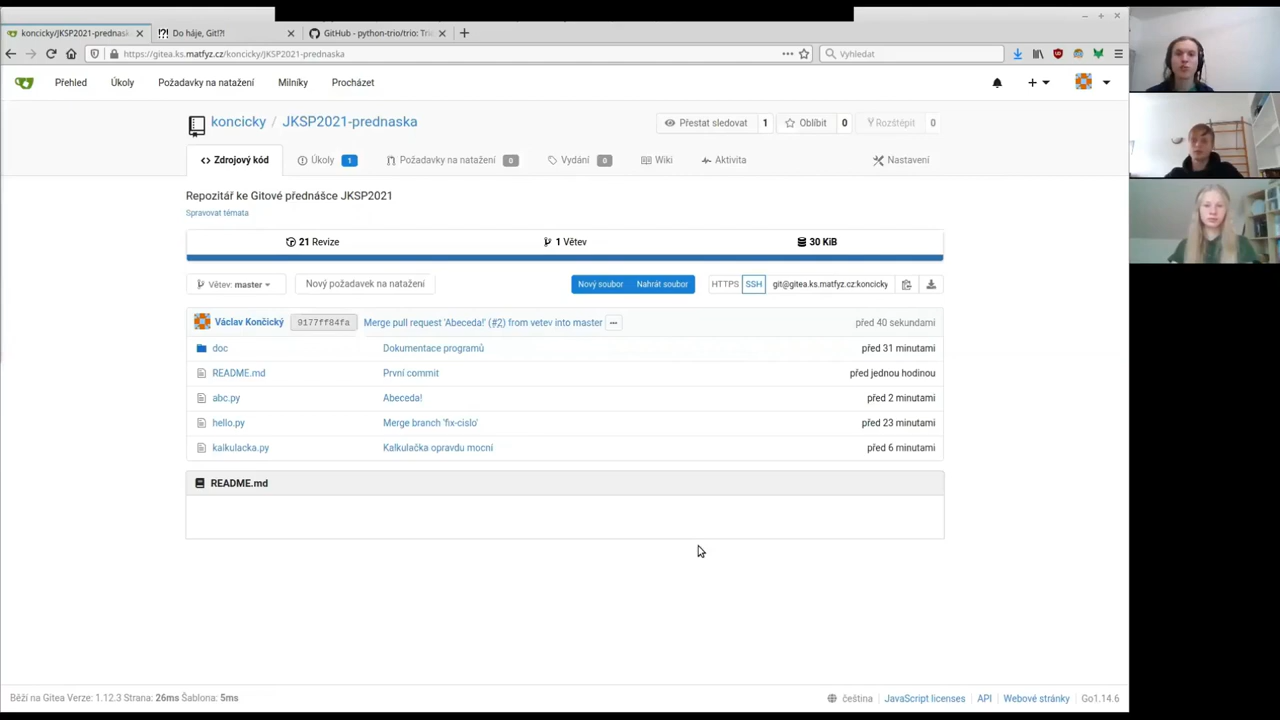 koncicky/JKSP2021-prednask
Do háje, Git!?!
GitHub - python-trio/trio: Tri
https://gitea.ks.matfyz.cz/koncicky/JKSP2021-prednaska
Vyhledat
Přehled Úkoly Požadavky na natažení Milníky Procházet
koncicky / JKSP2021-prednaska
Přestat sledovat 1 Oblíbit 0 Rozštěpit 0
Zdrojový kód Úkoly 1 Požadavky na natažení 0 Vydání 0 Wiki Aktivita Nastavení
Repozitář ke Gitové přednášce JKSP2021
Spravovat témata
21 Revize 1 Větev 30 KiB
Větev: master Nový požadavek na natažení Nový soubor Nahrát soubor HTTPS SSH git@gitea.ks.matfyz.cz:koncicky
Václav Končický 9177ff84fa Merge pull request 'Abeceda!' (#2) from vetev into master ... před 40 sekundami
doc Dokumentace programů před 31 minutami
README.md První commit před jednou hodinou
abc.py Abeceda! před 2 minutami
hello.py Merge branch 'fix-cislo' před 23 minutami
kalkulacka.py Kalkulačka opravdu mocní před 6 minutami
README.md
Běží na Gitea Verze: 1.12.3 Strana: 26ms Šablona: 5ms
čeština JavaScript licenses API Webové stránky Go1.14.6